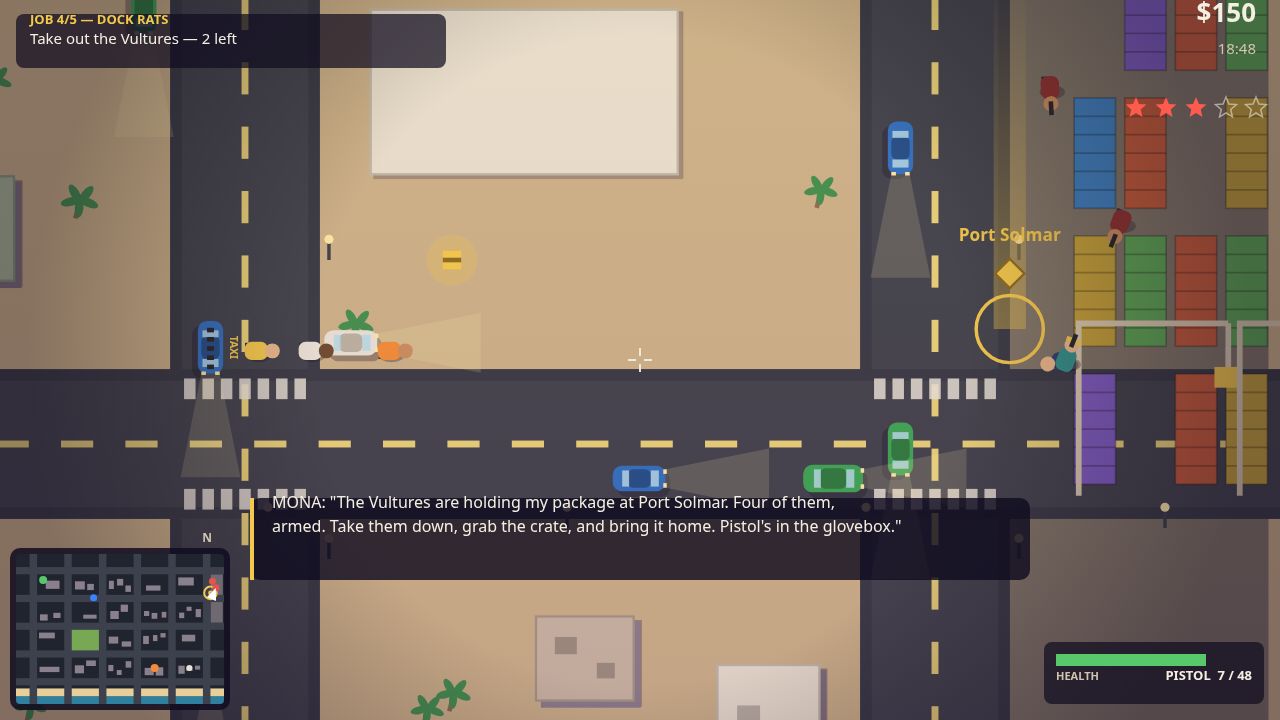 JOB 4/5 — DOCK RATS
Take out the Vultures — 2 left
$150
18:48
Port Solmar
TAXI
MONA: "The Vultures are holding my package at Port Solmar. Four of them,
armed. Take them down, grab the crate, and bring it home. Pistol's in the glovebox."
N
HEALTH
PISTOL 7 / 48